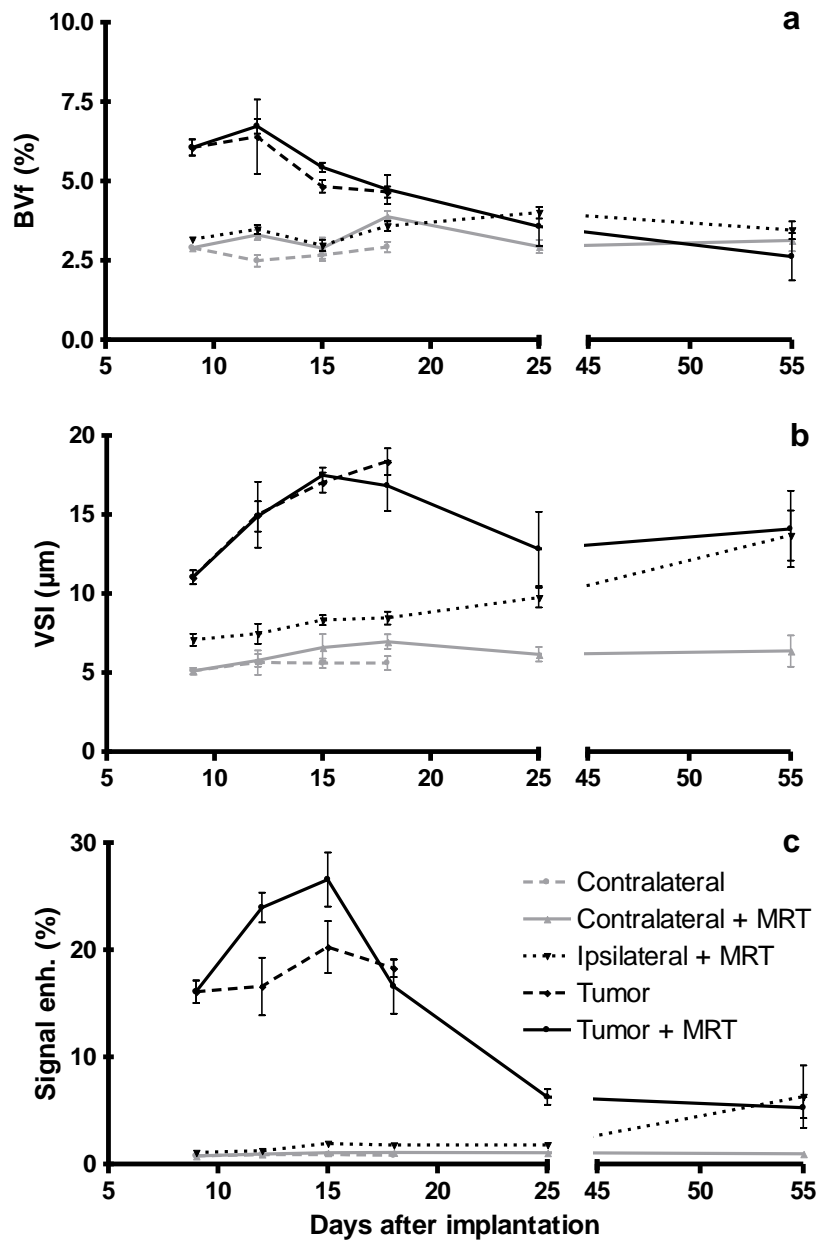 a
10.0
7.5
5.0
2.5
0.0
BVf (%)
5 10 15 20 25 45 50 55
b
20
15
10
5
0
VSI (µm)
5 10 15 20 25 45 50 55
c
30
20
10
0
Signal enh. (%)
Contralateral
Contralateral + MRT
Ipsilateral + MRT
Tumor
Tumor + MRT
5 10 15 20 25 45 50 55
Days after implantation